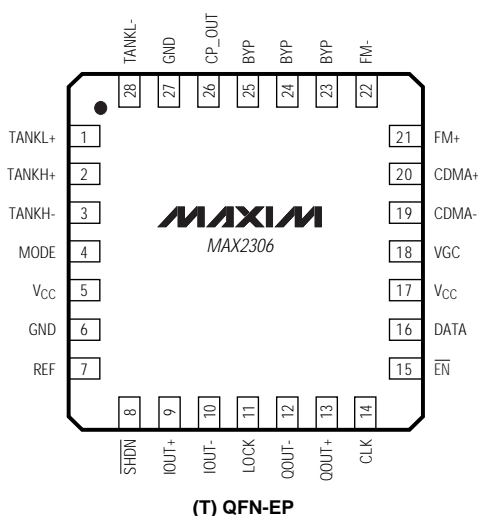 TANKL-
GND
CP_OUT
BYP
BYP
BYP
FM-
28
27
26
25
24
23
22
TANKL+ 1
TANKH+ 2
TANKH- 3
MODE 4
VCC 5
GND 6
REF 7
MAXIM
MAX2306
21 FM+
20 CDMA+
19 CDMA-
18 VGC
17 VCC
16 DATA
15 EN
8
9
10
11
12
13
14
SHDN
IOUT+
IOUT-
LOCK
QOUT-
QOUT+
CLK
(T) QFN-EP